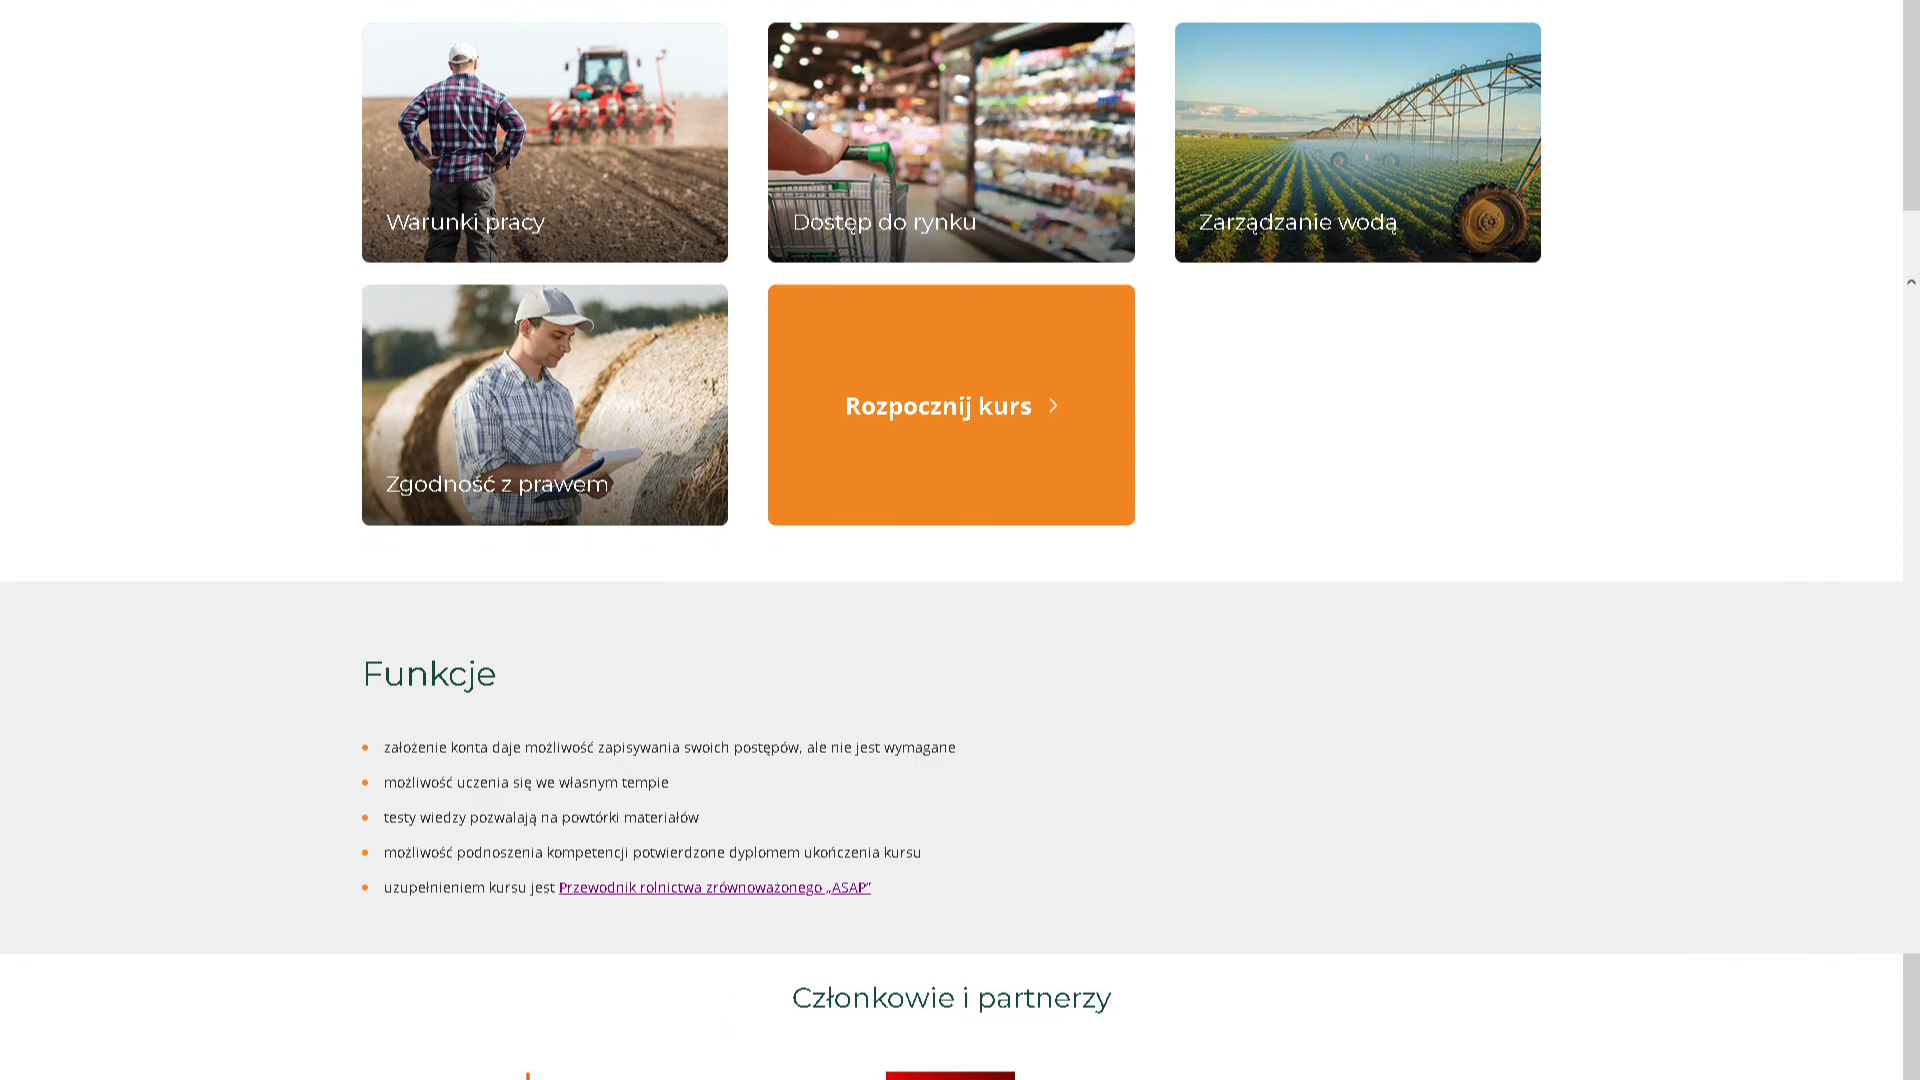 Warunki pracy
Dostęp do rynku
Zarządzanie wodą
Zgodność z prawem
Rozpocznij kurs
Funkcje
założenie konta daje możliwość zapisywania swoich postępów, ale nie jest wymagane
możliwość uczenia się we własnym tempie
testy wiedzy pozwalają na powtórki materiałów
możliwość podnoszenia kompetencji potwierdzone dyplomem ukończenia kursu
uzupełnieniem kursu jest Przewodnik rolnictwa zrównoważonego „ASAP”
Członkowie i partnerzy